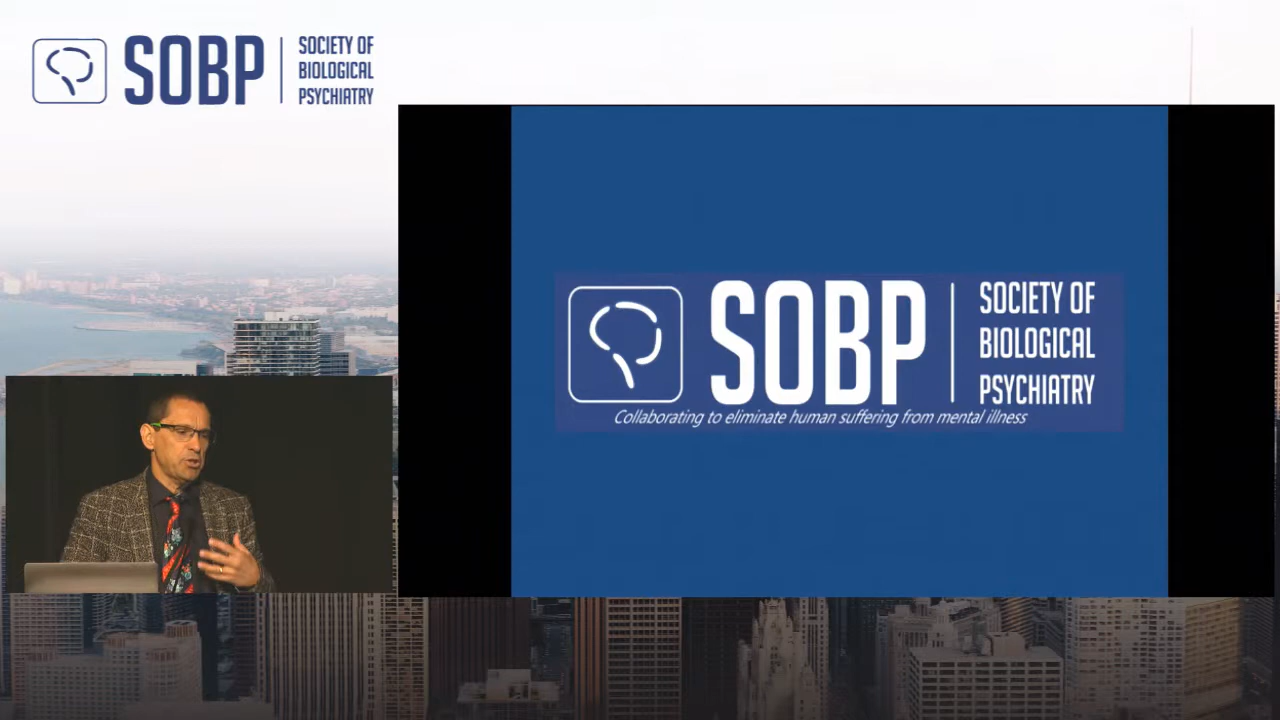 SOBP
SOCIETY OF
BIOLOGICAL
PSYCHIATRY
SOBP
SOCIETY OF
BIOLOGICAL
PSYCHIATRY
Collaborating to eliminate human suffering from mental illness